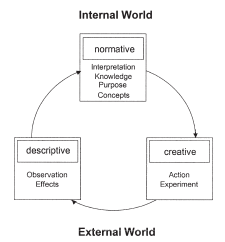 Internal World
normative
Interpretation
Knowledge
Purpose
Concepts
descriptive
Observation
Effects
creative
Action
Experiment
External World